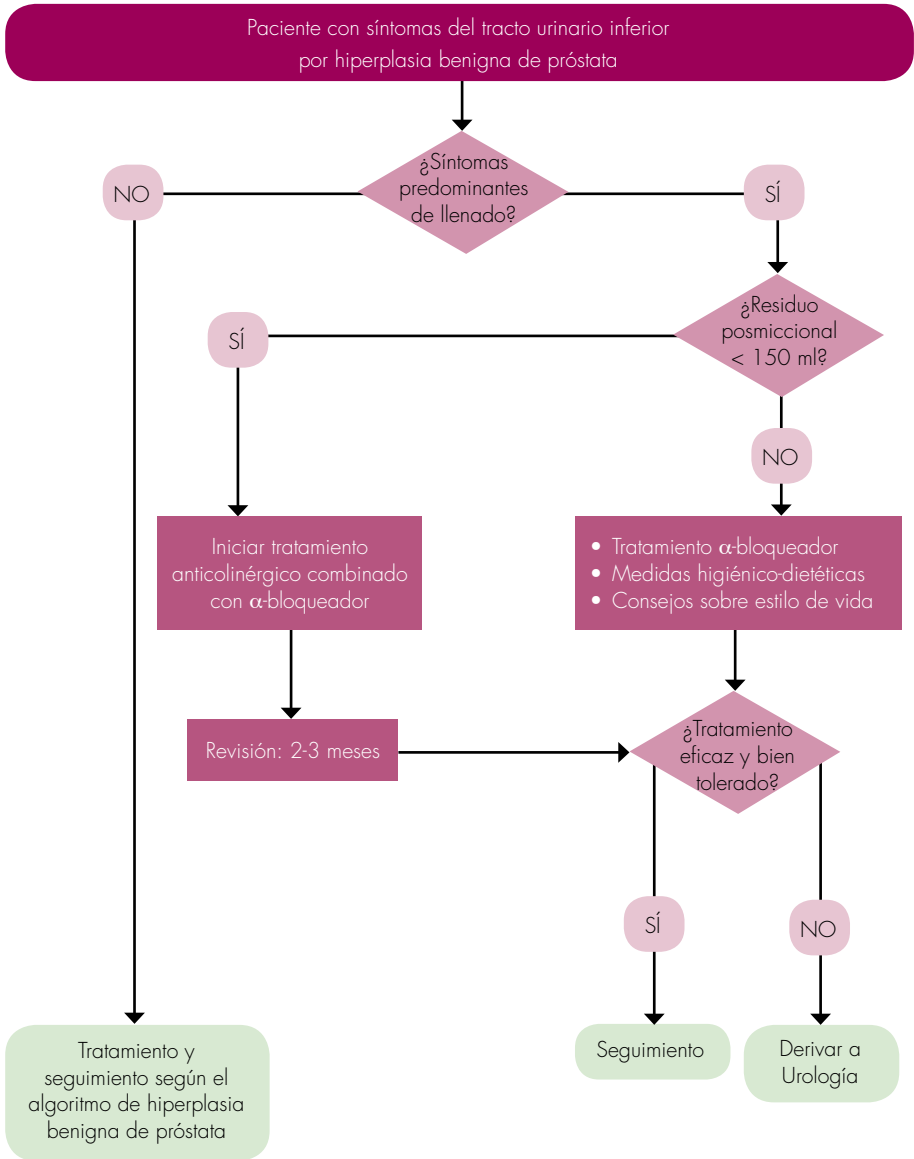 Paciente con síntomas del tracto urinario inferior
por hiperplasia benigna de próstata
¿Síntomas
predominantes
de llenado?
NO
SÍ
¿Residuo
posmiccional
< 150 ml?
SÍ
NO
Iniciar tratamiento
anticolinérgico combinado
con α-bloqueador
• Tratamiento α-bloqueador
• Medidas higiénico-dietéticas
• Consejos sobre estilo de vida
Revisión: 2-3 meses
¿Tratamiento
eficaz y bien
tolerado?
SÍ
NO
Tratamiento y
seguimiento según el
algoritmo de hiperplasia
benigna de próstata
Seguimiento
Derivar a
Urología